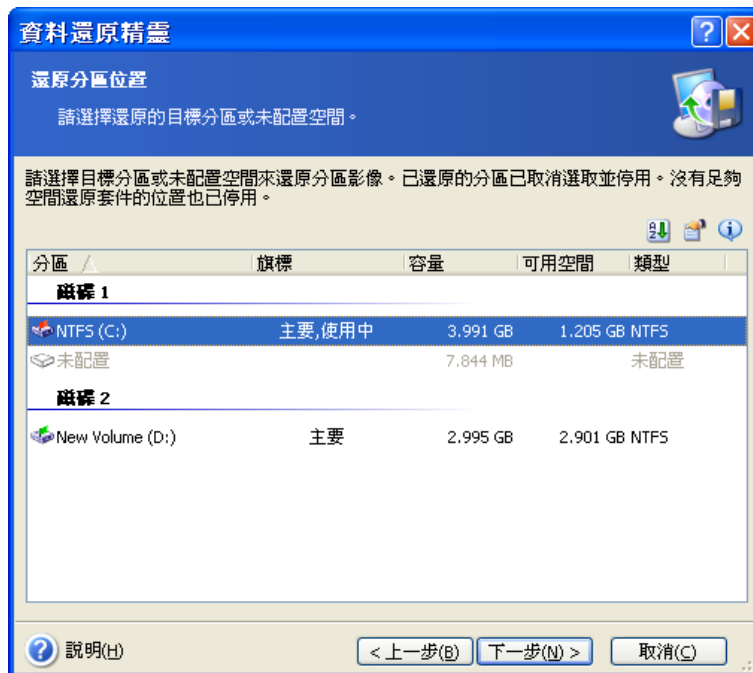 資料還原精靈
還原分區位置
請選擇還原的目標分區或未配置空間。
請選擇目標分區或未配置空間來還原分區影像。已還原的分區已取消選取並停用。沒有足夠
空間還原套件的位置也已停用。
分區 旗標 容量 可用空間 類型
磁碟 1
NTFS (C:) 主要,使用中 3.991 GB 1.205 GB NTFS
未配置 7.844 MB 未配置
磁碟 2
New Volume (D:) 主要 2.995 GB 2.901 GB NTFS
說明(H) < 上一步(B) 下一步(N) > 取消(C)